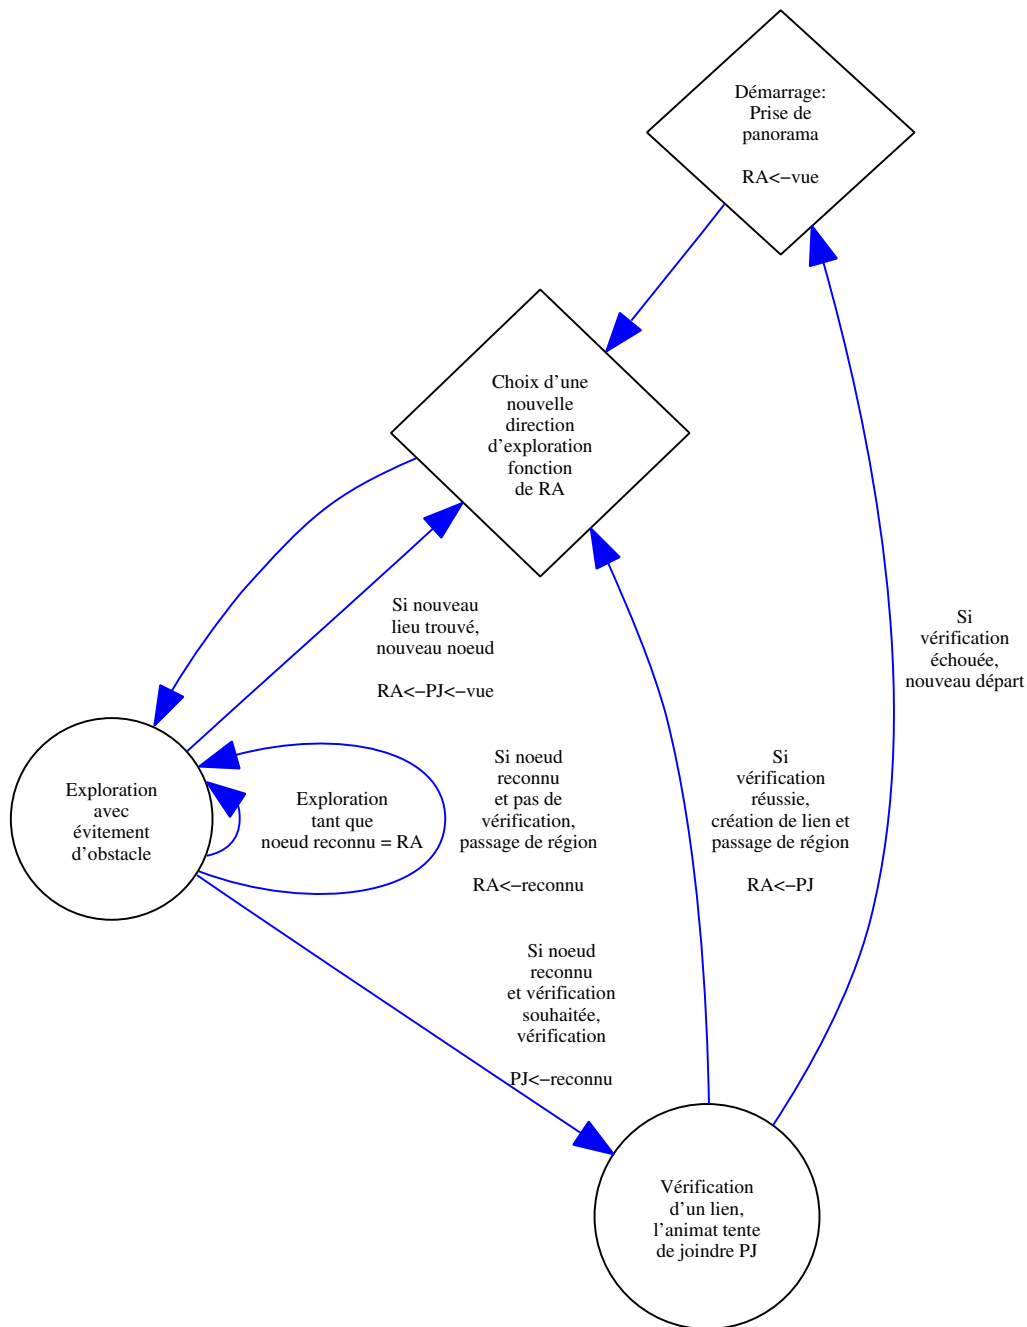 Démarrage:
Prise de
panorama
RA<−vue
Choix d’une
nouvelle
direction
d’exploration
fonction
de RA
Si nouveau
lieu trouvé,
nouveau noeud
RA<−PJ<−vue
Si
vérification
échouée,
nouveau départ
Exploration
avec
évitement
d’obstacle
Exploration
tant que
noeud reconnu = RA
Si noeud
reconnu
et pas de
vérification,
passage de région
RA<−reconnu
Si
vérification
réussie,
création de lien et
passage de région
RA<−PJ
Si noeud
reconnu
et vérification
souhaitée,
vérification
PJ<−reconnu
Vérification
d’un lien,
l’animat tente
de joindre PJ